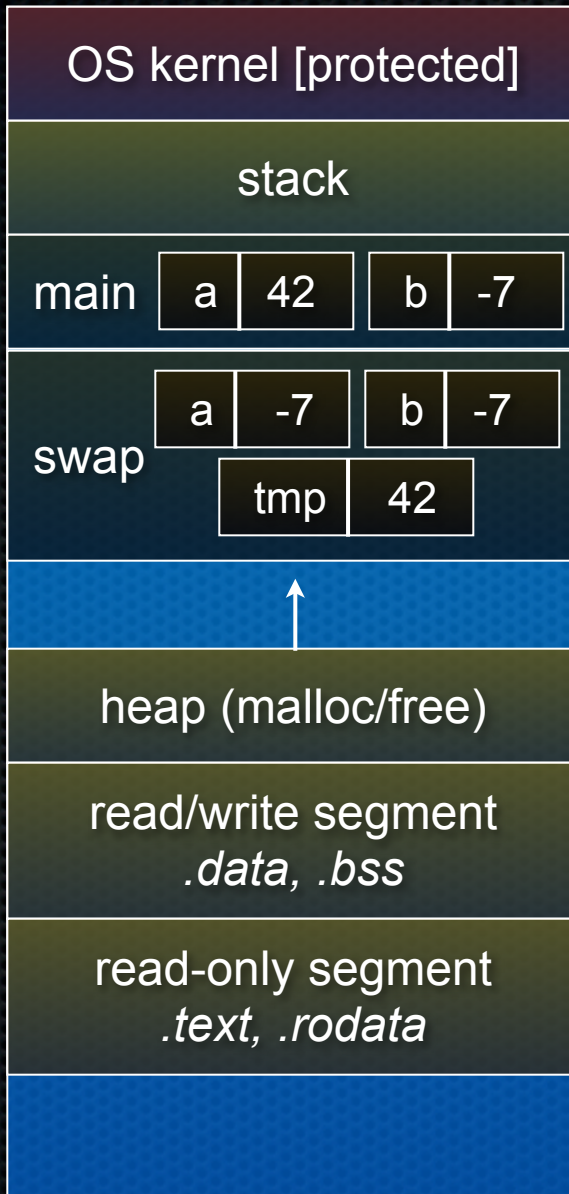 OS kernel [protected]
stack
main a 42 b -7
a -7 b -7
swap
tmp 42
heap (malloc/free)
read/write segment
.data, .bss
read-only segment
.text, .rodata